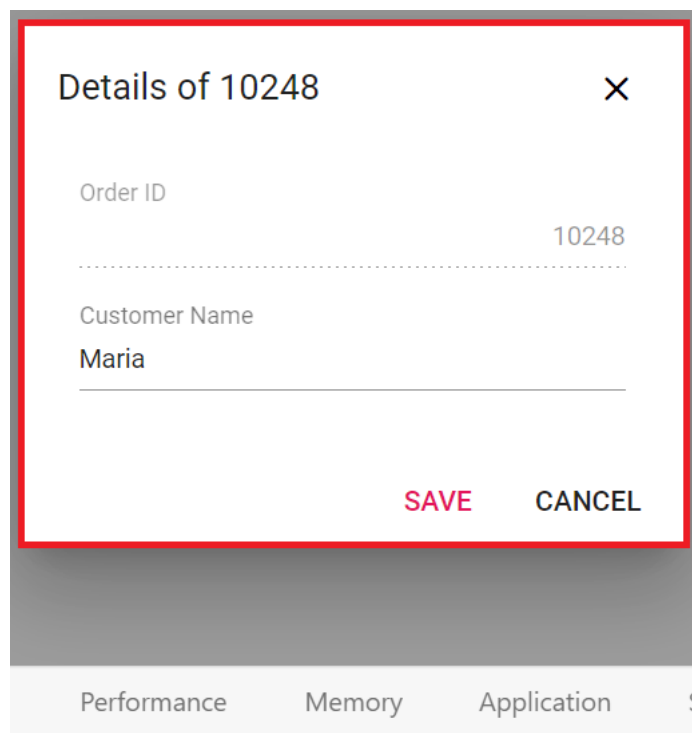 Details of 10248
Order ID
10248
Customer Name
Maria
SAVE CANCEL
Performance Memory Application